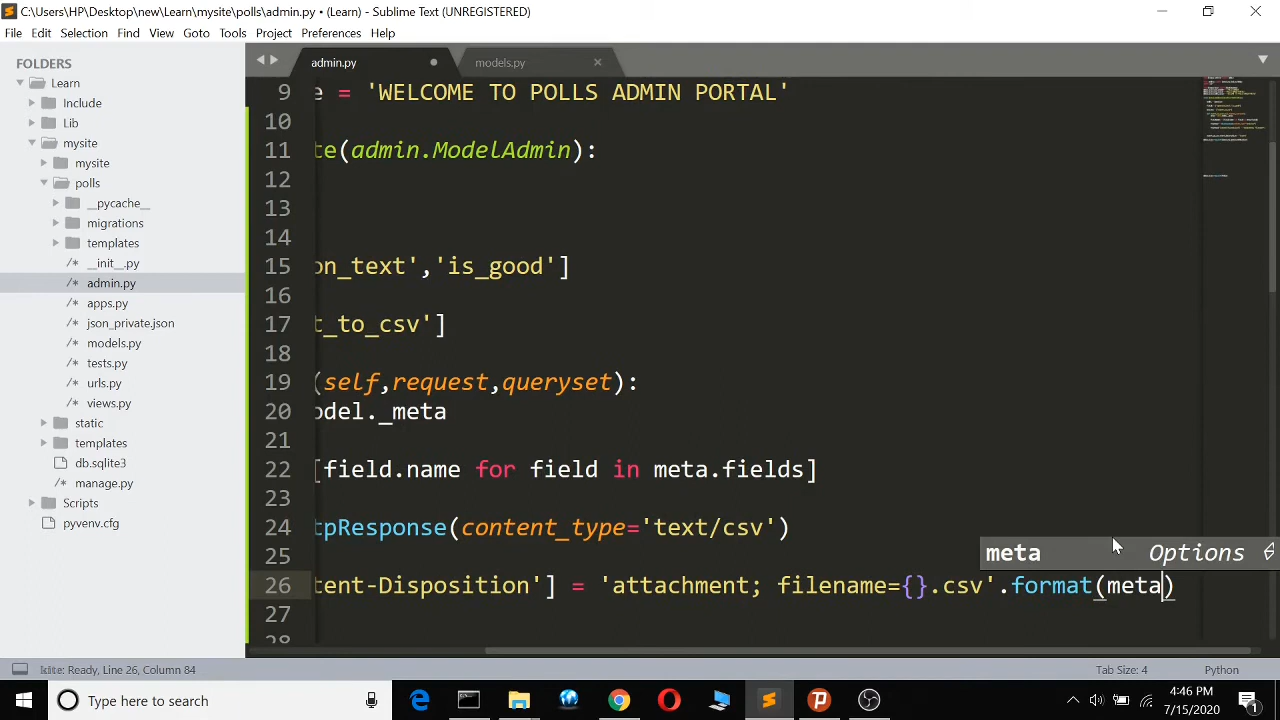 C:\Users\HP\Desktop\new\Learn\mysite\polls\admin.py • (Learn) - Sublime Text (UNREGISTERED)
File Edit Selection Find View Goto Tools Project Preferences Help
FOLDERS
Learn
Include
Lib
mysite
mysite
polls
__pycache__
migrations
templates
/* __init__.py
/* admin.py
/* apps.py
/* json_private.json
/* models.py
/* tests.py
/* urls.py
/* views.py
static
templates
db.sqlite3
/* manage.py
Scripts
/* pyvenv.cfg
admin.py models.py
9 e = 'WELCOME TO POLLS ADMIN PORTAL'
10
11 te(admin.ModelAdmin):
12
13
14
15 on_text','is_good']
16
17 t_to_csv']
18
19 (self,request,queryset):
20 odel._meta
21
22 [field.name for field in meta.fields]
23
24 tpResponse(content_type='text/csv')
25
meta Options
26 tent-Disposition'] = 'attachment; filename={}.csv'.format(meta)
27
28
kite: Ready, Line 26, Column 84 Tab Size: 4 Python
Type here to search
4:46 PM
7/15/2020
1